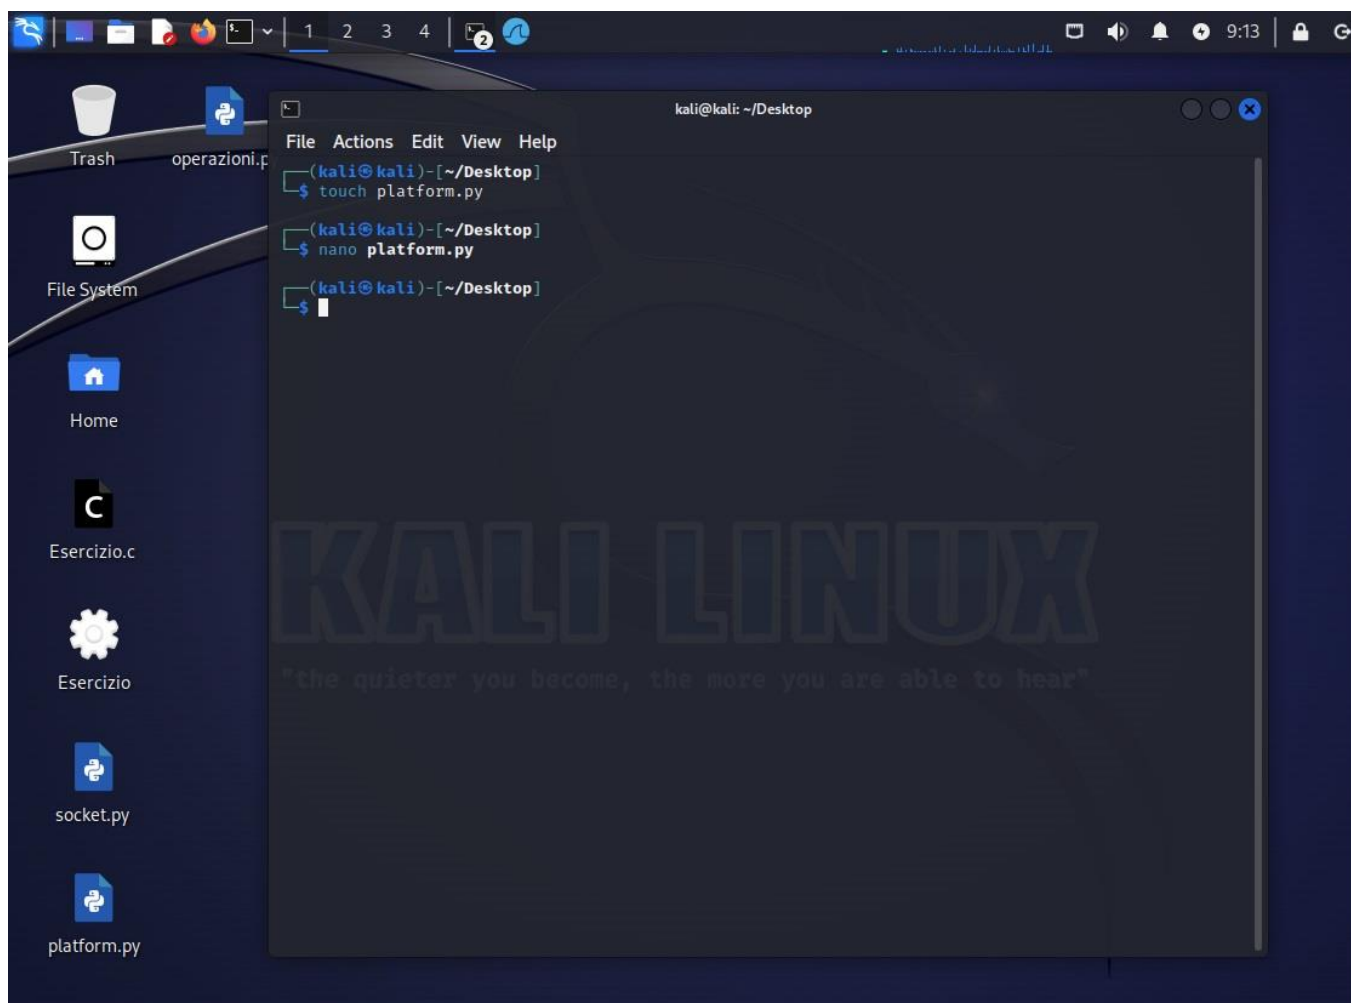 1 2 3 4 2 9:13
kali@kali: ~/Desktop
File Actions Edit View Help
(kali㉿kali)-[~/Desktop]
$ touch platform.py
(kali㉿kali)-[~/Desktop]
$ nano platform.py
(kali㉿kali)-[~/Desktop]
$
KALI LINUX
"the quieter you become, the more you are able to hear"
Trash
operazioni.p
File System
Home
C
Esercizio.c
Esercizio
socket.py
platform.py